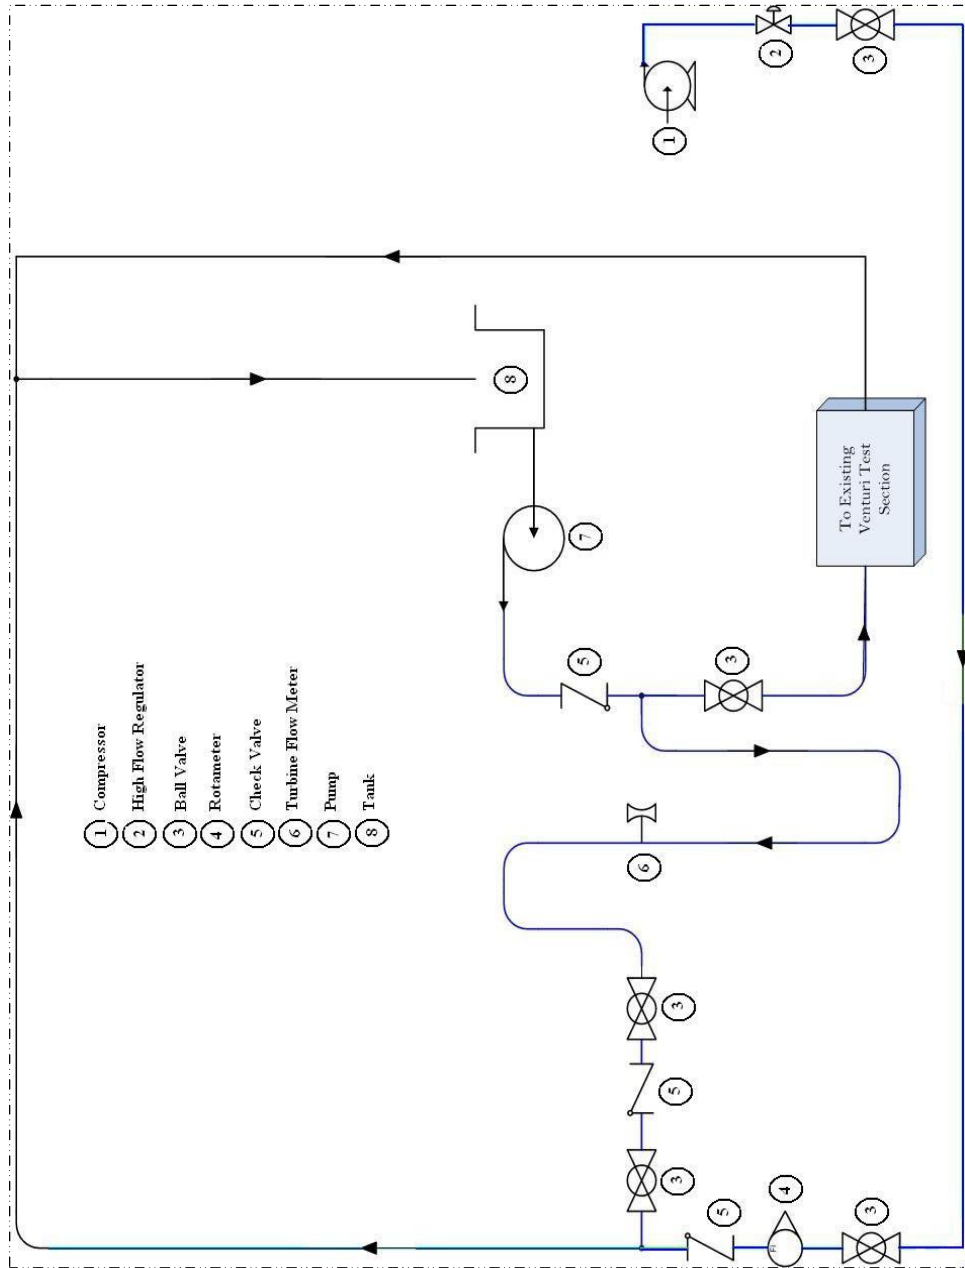 1 Compressor
2 High Flow Regulator
3 Ball Valve
4 Rotameter
5 Check Valve
6 Turbine Flow Meter
7 Pump
8 Tank
8
5
7
6
3
5
3
1
5
3
FI
4
2
To Existing
Venturi Test
Section
3
3